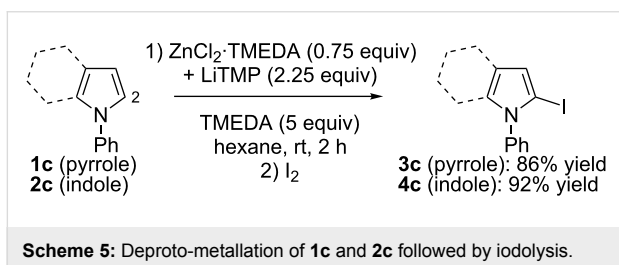 1) ZnCl₂·TMEDA (0.75 equiv)
+ LiTMP (2.25 equiv)
TMEDA (5 equiv)
hexane, rt, 2 h
2) I₂
2
N
Ph
1c (pyrrole)
2c (indole)
I
N
Ph
3c (pyrrole): 86% yield
4c (indole): 92% yield
Scheme 5: Deproto-metallation of 1c and 2c followed by iodolysis.